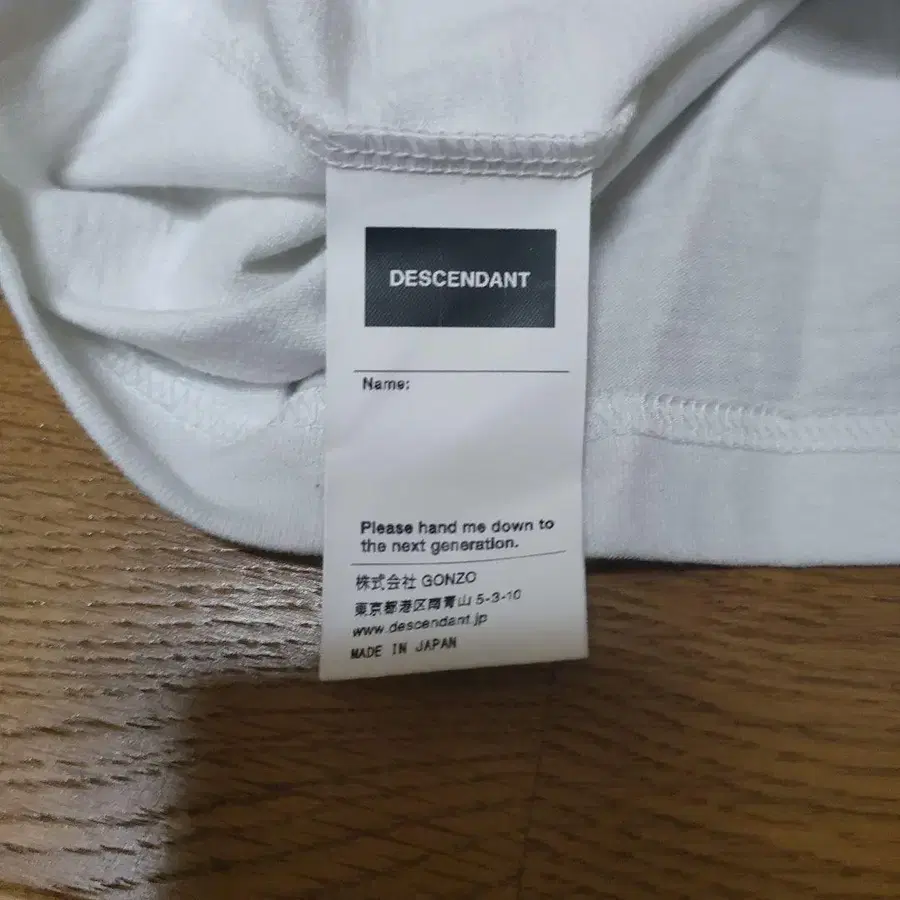 DESCENDANT
Name:
Please hand me down to
the next generation.
株式会社 GONZO
東京都港区南青山 5-3-10
www.descendant.jp
MADE IN JAPAN